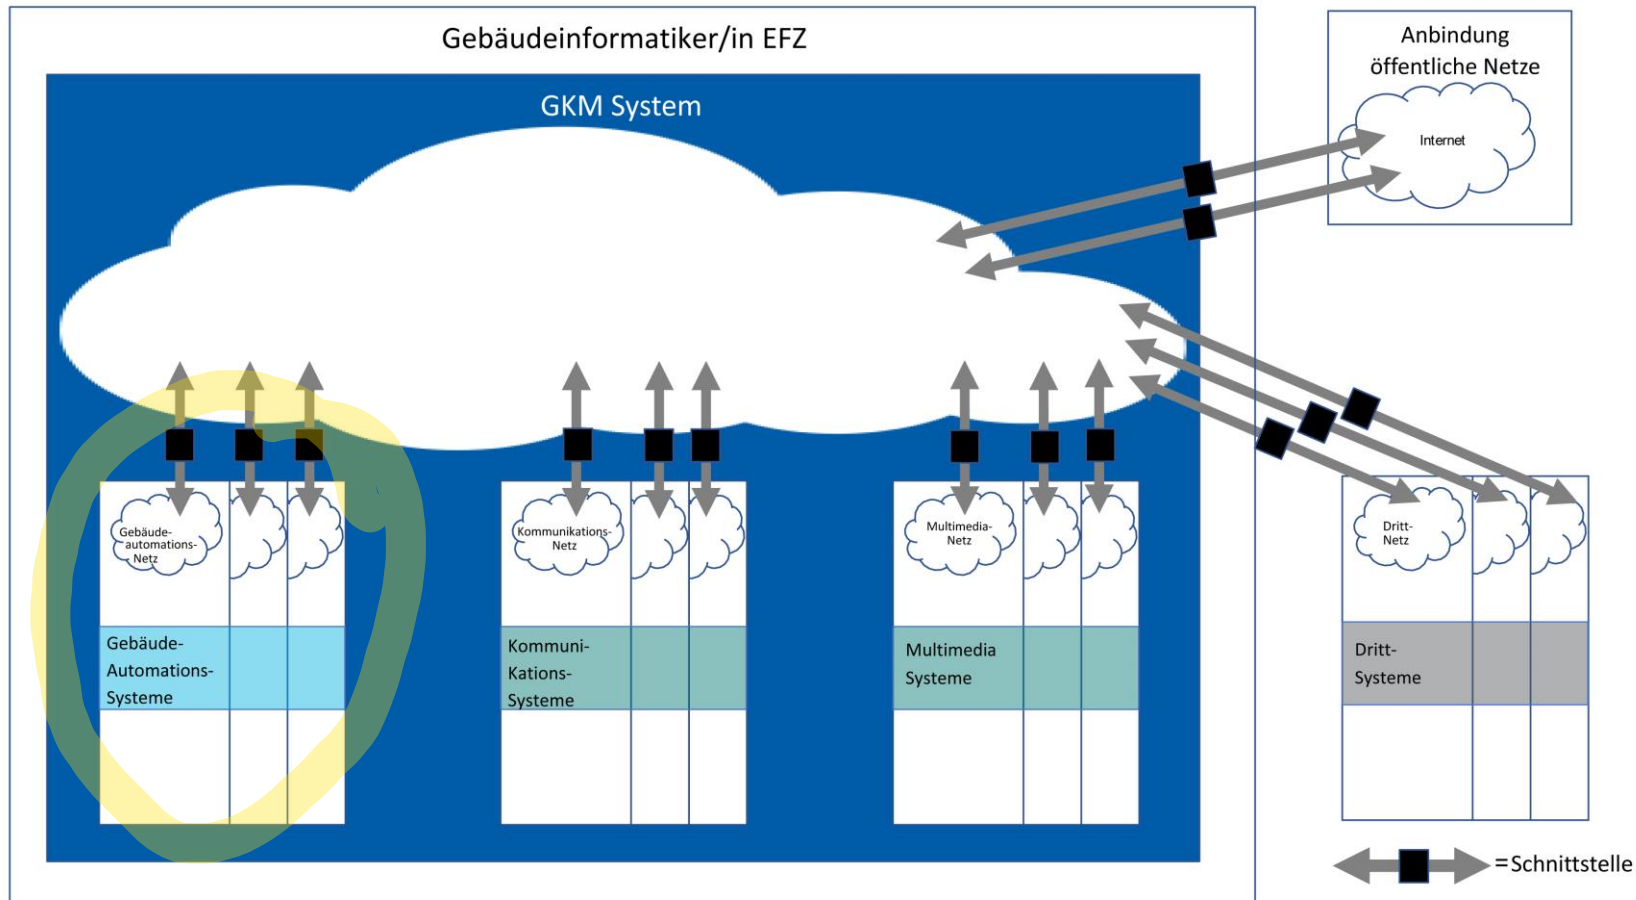 Gebäudeinformatiker/in EFZ
Anbindung
öffentliche Netze
GKM System
Internet
Gebäude-
automations-
Netz
Kommunikations-
Netz
Multimedia-
Netz
Dritt-
Netz
Gebäude-
Automations-
Systeme
Kommuni-
Kations-
Systeme
Multimedia
Systeme
Dritt-
Systeme
=Schnittstelle